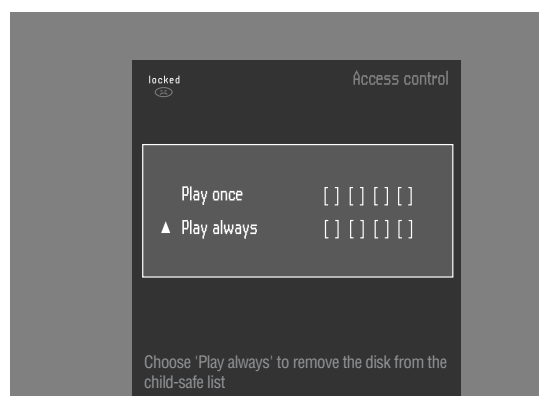 locked
Access control
Play once [ ] [ ] [ ] [ ]
▲ Play always [ ] [ ] [ ] [ ]
Choose 'Play always' to remove the disk from the
child-safe list